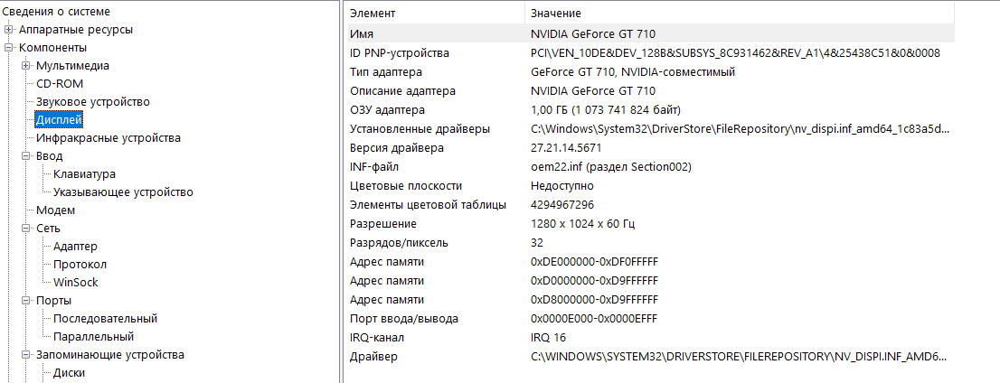 Сведения о системе
Аппаратные ресурсы
Компоненты
Мультимедиа
CD-ROM
Звуковое устройство
Дисплей
Инфракрасные устройства
Ввод
Клавиатура
Указывающее устройство
Модем
Сеть
Адаптер
Протокол
WinSock
Порты
Последовательный
Параллельный
Запоминающие устройства
Диски
Элемент Значение
Имя NVIDIA GeForce GT 710
ID PNP-устройства PCI\VEN_10DE&DEV_128B&SUBSYS_8C931462&REV_A1\4&25438C51&0&0008
Тип адаптера GeForce GT 710, NVIDIA-совместимый
Описание адаптера NVIDIA GeForce GT 710
ОЗУ адаптера 1,00 ГБ (1 073 741 824 байт)
Установленные драйверы C:\Windows\System32\DriverStore\FileRepository\nv_dispi.inf_amd64_1c83a5d...
Версия драйвера 27.21.14.5671
INF-файл oem22.inf (раздел Section002)
Цветовые плоскости Недоступно
Элементы цветовой таблицы 4294967296
Разрешение 1280 x 1024 x 60 Гц
Разрядов/пиксель 32
Адрес памяти 0xDE000000-0xDF0FFFFF
Адрес памяти 0xD0000000-0xD9FFFFFF
Адрес памяти 0xD8000000-0xD9FFFFFF
Порт ввода/вывода 0x0000E000-0x0000EFFF
IRQ-канал IRQ 16
Драйвер C:\WINDOWS\SYSTEM32\DRIVERSTORE\FILEREPOSITORY\NV_DISPI.INF_AMD6...